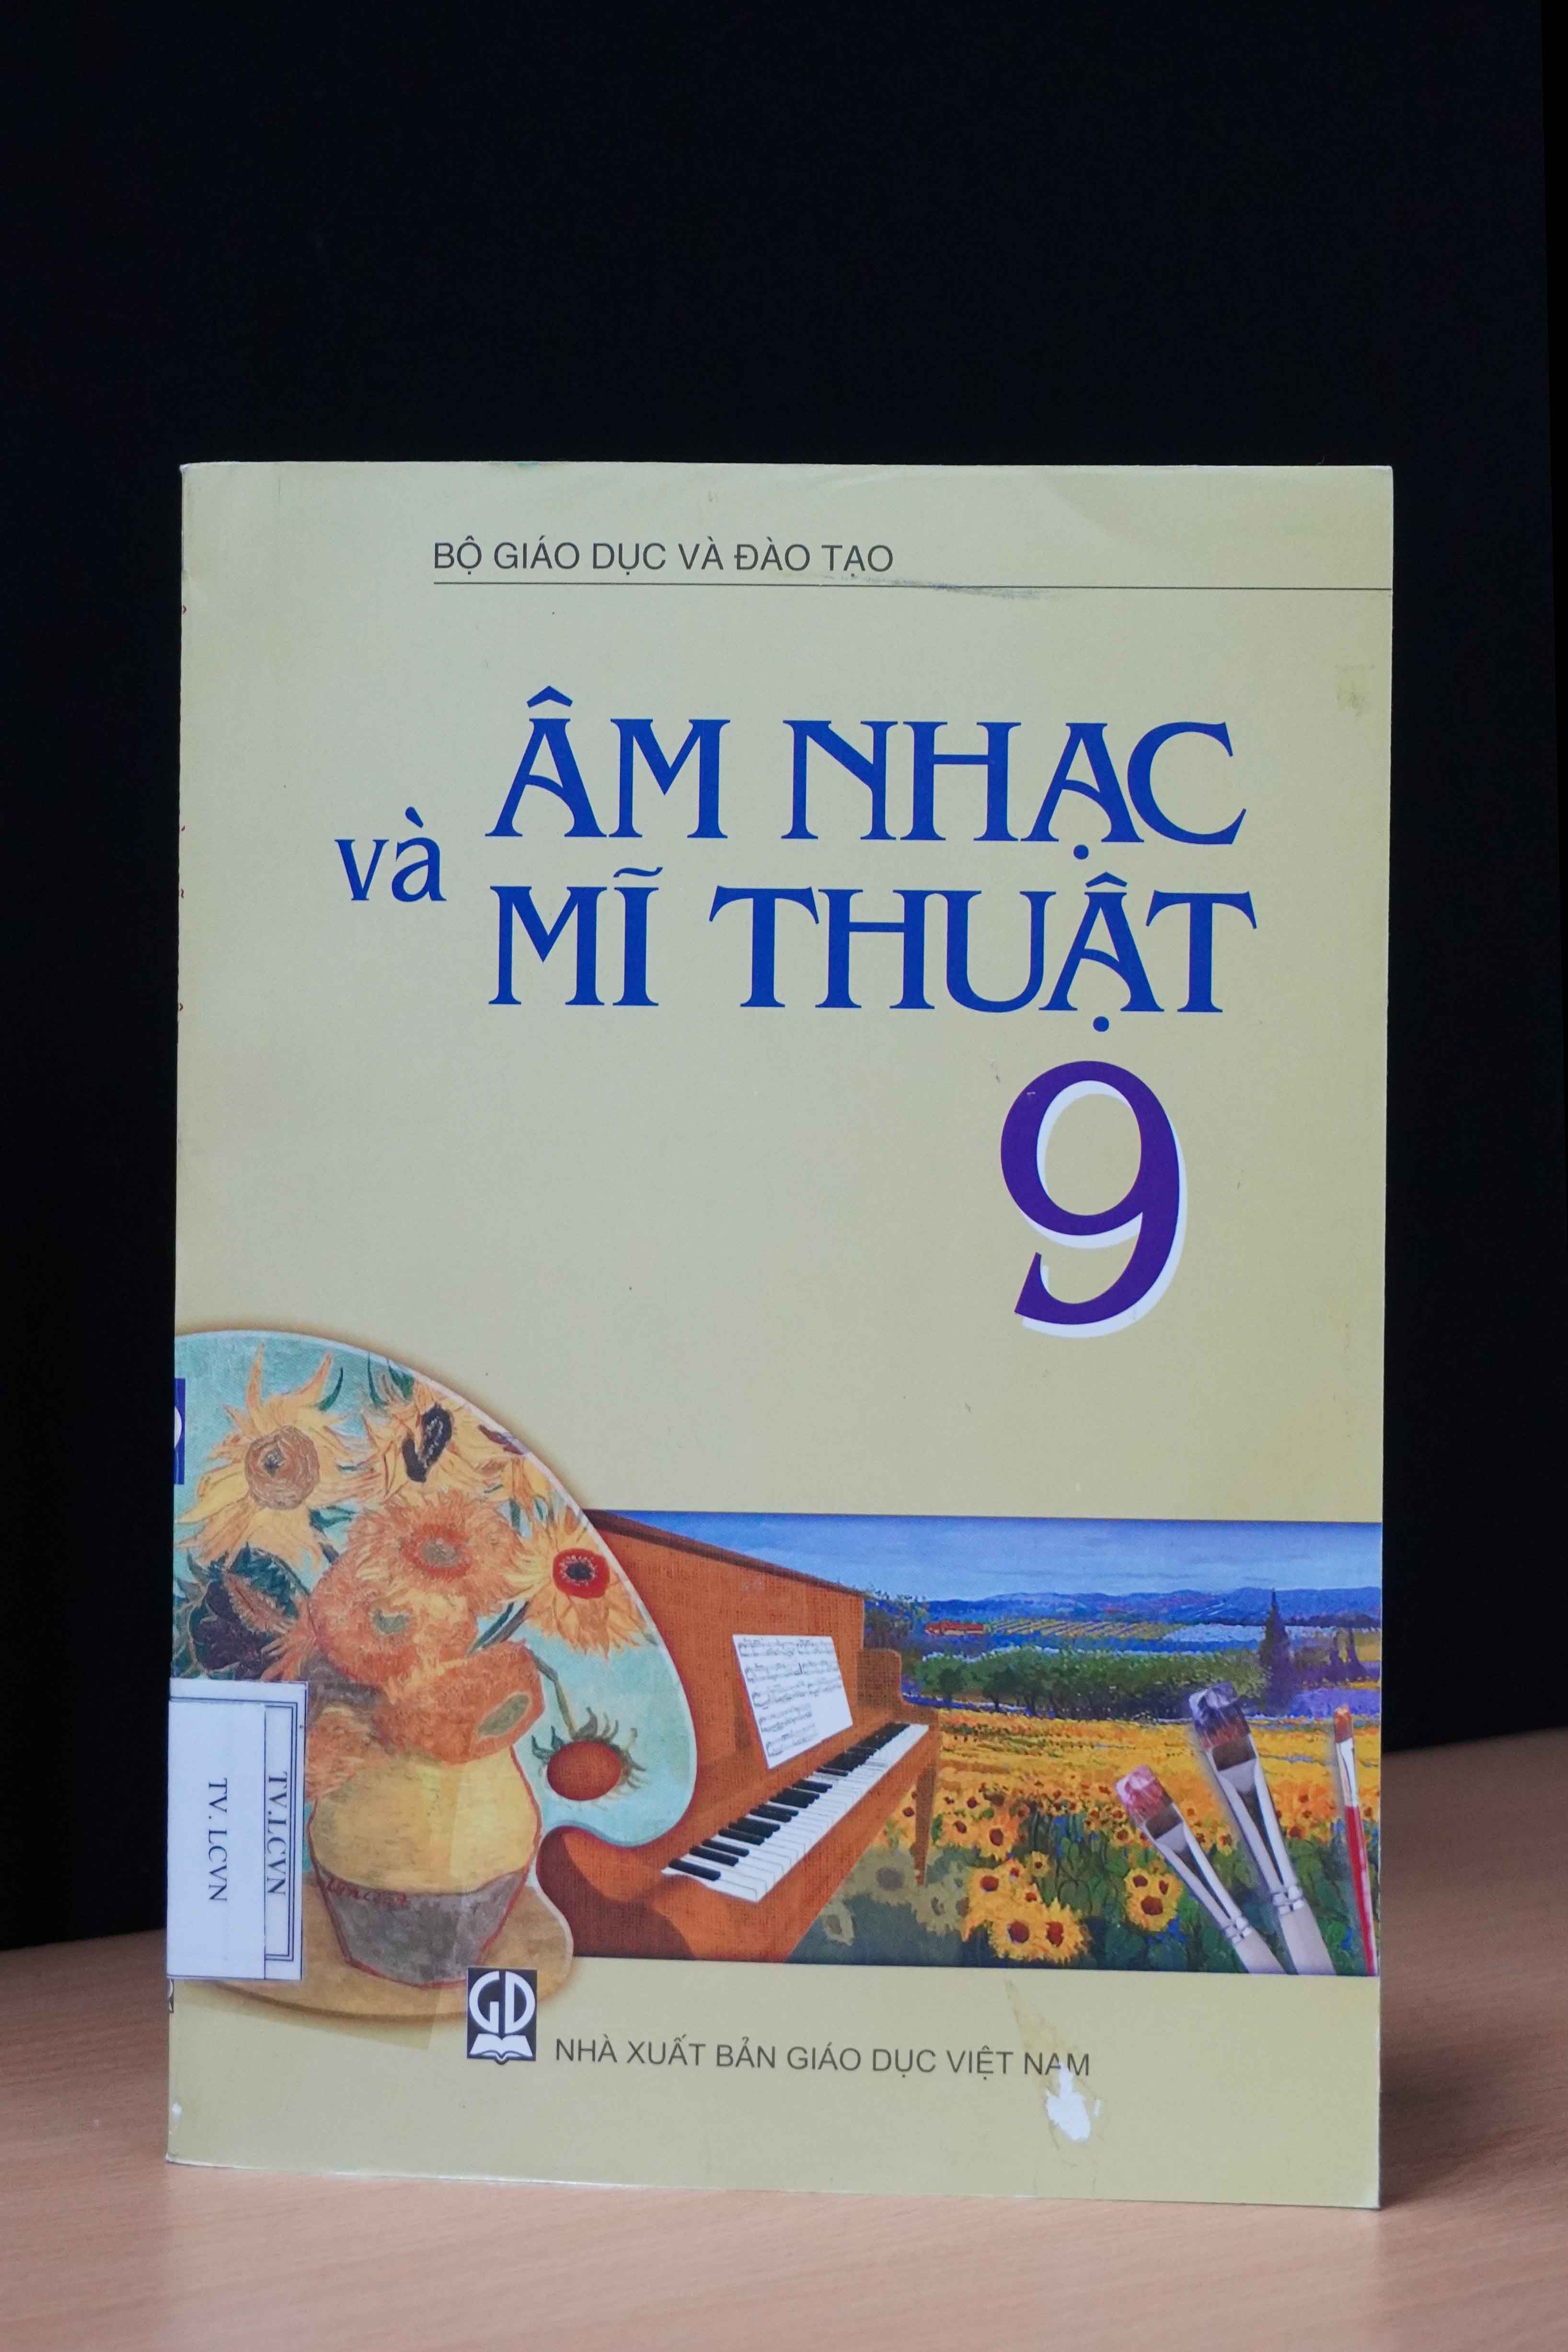 BỘ GIÁO DỤC VÀ ĐÀO TẠO
ÂM NHẠC
và
MĨ THUẬT
9
TV.LCVN
TV. LCVN
Vincent
GD
NHÀ XUẤT BẢN GIÁO DỤC VIỆT NAM